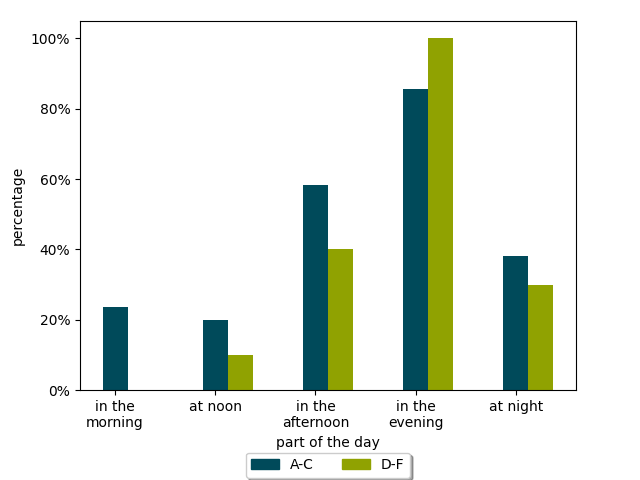 100%
80%
60%
40%
20%
0%
percentage
in the
morning
at noon
in the
afternoon
in the
evening
at night
part of the day
A-C
D-F